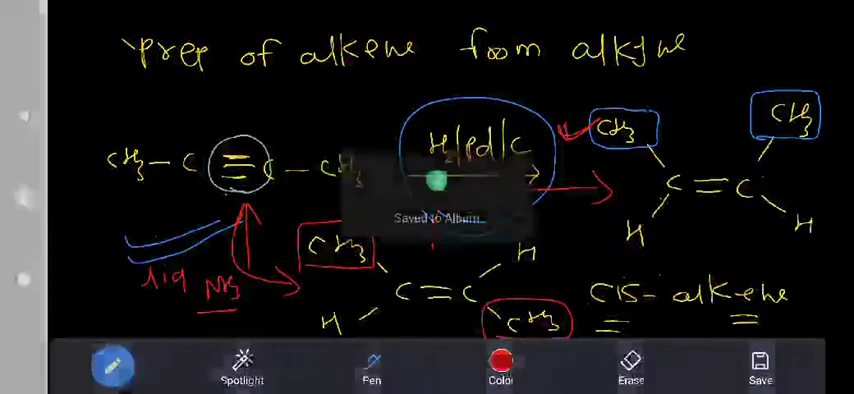 prep of alkene from alkyne
CH3 CH3
H2/Pd/C
CH3 — C ≡ C — CH3
C = C
Saved to Album
H H
CH3 H
liq
C = C
cis-alkene
H CH3
Spotlight Pen Color Erase Save